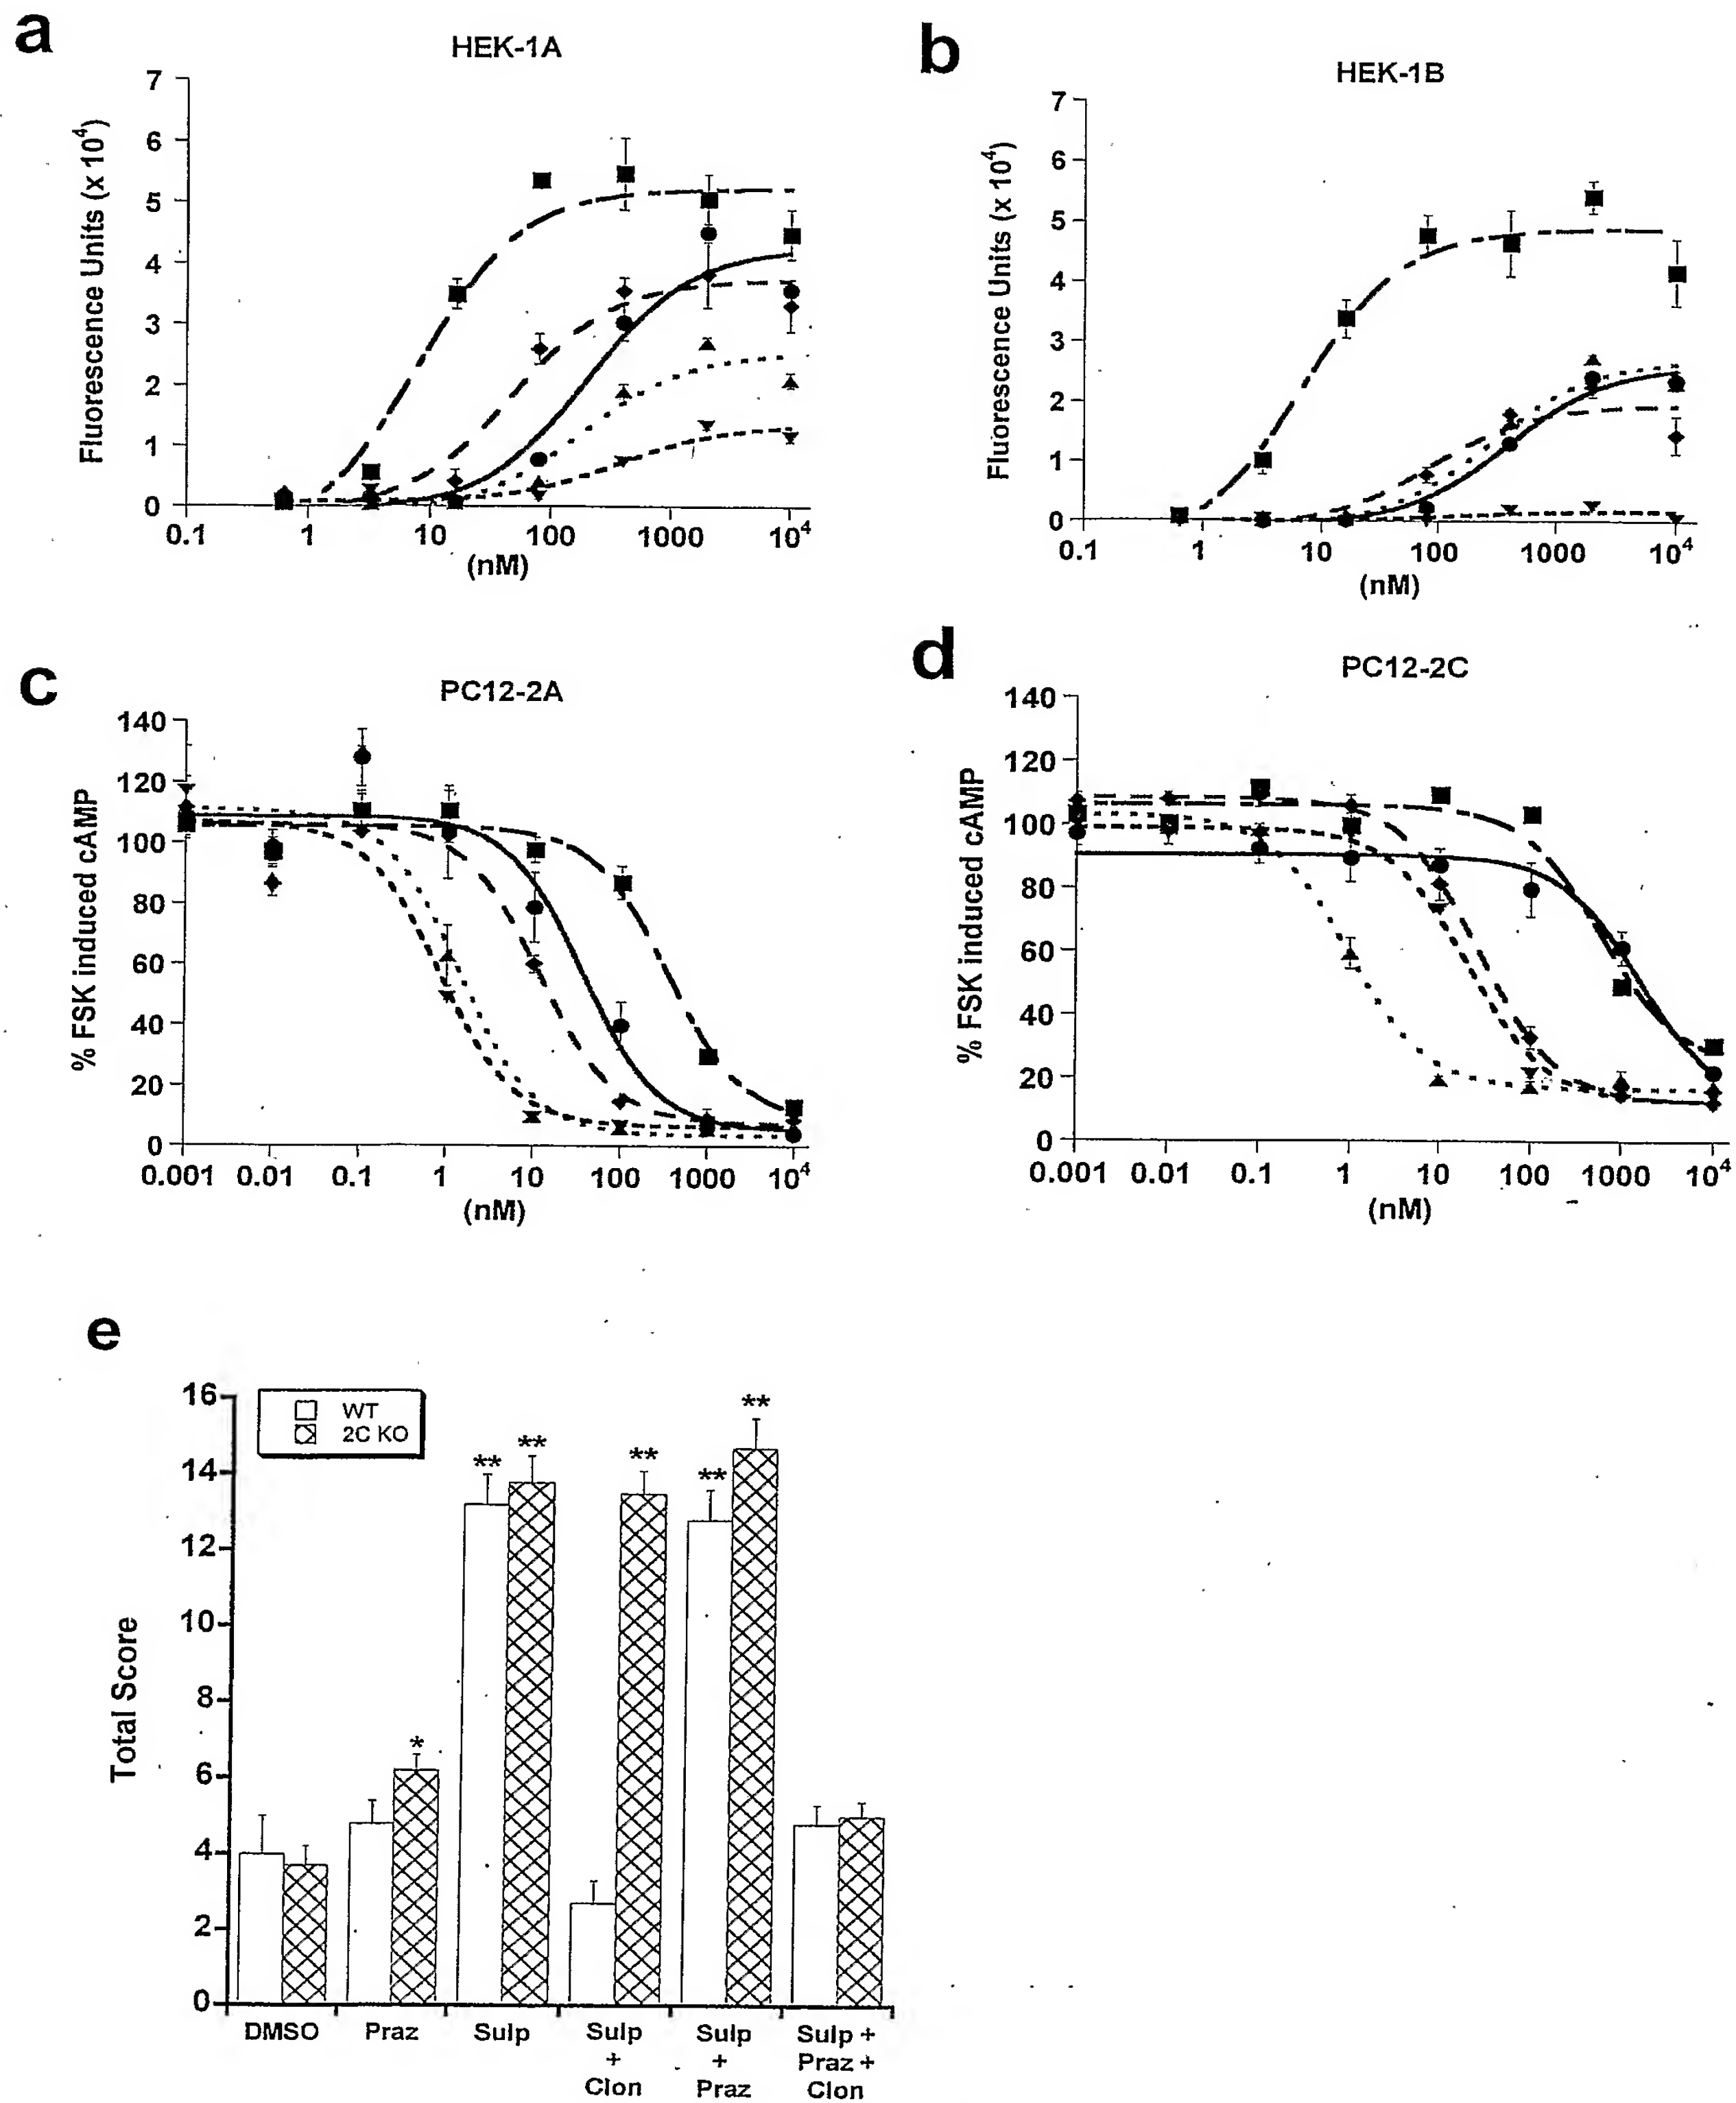 a
HEK-1A
Fluorescence Units (x 10⁴)
7
6
5
4
3
2
1
0
0.1 1 10 100 1000 10⁴
(nM)
b
HEK-1B
Fluorescence Units (x 10⁴)
7
6
5
4
3
2
1
0
0.1 1 10 100 1000 10⁴
(nM)
c
PC12-2A
% FSK induced cAMP
140
120
100
80
60
40
20
0
0.001 0.01 0.1 1 10 100 1000 10⁴
(nM)
d
PC12-2C
% FSK induced cAMP
140
120
100
80
60
40
20
0
0.001 0.01 0.1 1 10 100 1000 10⁴
(nM)
e
Total Score
16
14
12
10
8
6
4
2
0
WT
2C KO
*
**
**
**
**
**
DMSO
Praz
Sulp
Sulp
+
Clon
Sulp
+
Praz
Sulp +
Praz +
Clon